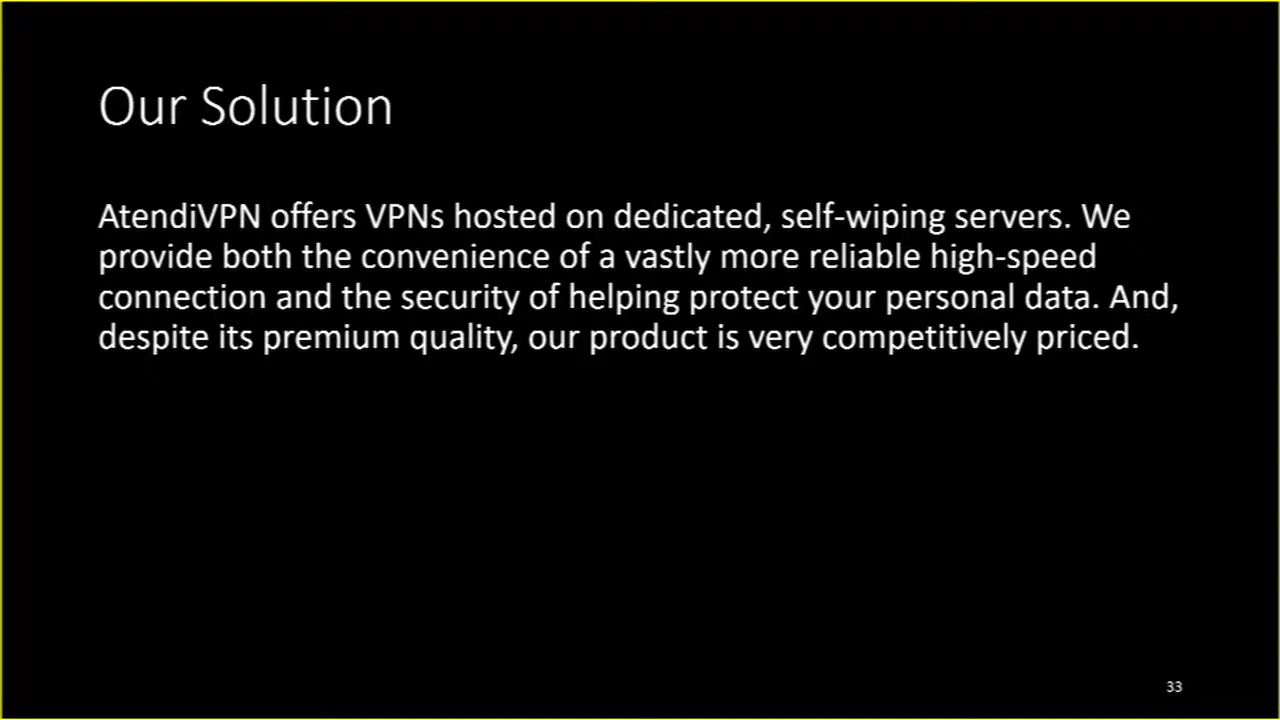 Our Solution
AtendiVPN offers VPNs hosted on dedicated, self-wiping servers. We
provide both the convenience of a vastly more reliable high-speed
connection and the security of helping protect your personal data. And,
despite its premium quality, our product is very competitively priced.
33